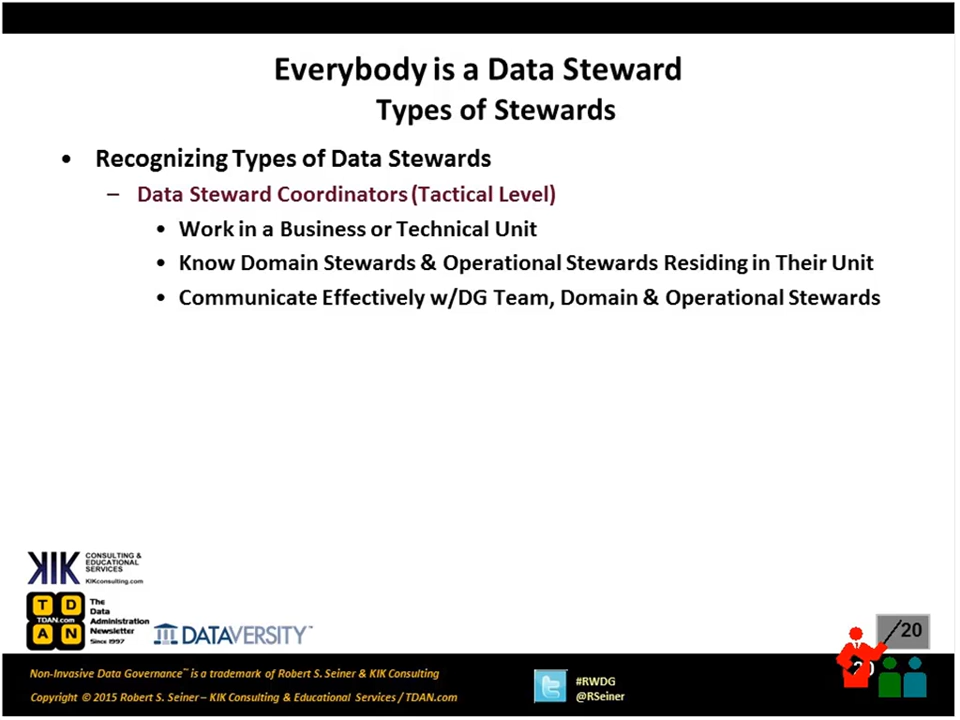 Everybody is a Data Steward
Types of Stewards
• Recognizing Types of Data Stewards
– Data Steward Coordinators (Tactical Level)
• Work in a Business or Technical Unit
• Know Domain Stewards & Operational Stewards Residing in Their Unit
• Communicate Effectively w/DG Team, Domain & Operational Stewards
KIK
CONSULTING &
EDUCATIONAL
SERVICES
KIKconsulting.com
T D
TDAN.com
A N
The
Data
Administration
Newsletter
Since 1997
DATAVERSITY™
/20
20
Non-Invasive Data Governance™ is a trademark of Robert S. Seiner & KIK Consulting
Copyright © 2015 Robert S. Seiner – KIK Consulting & Educational Services / TDAN.com
#RWDG
@RSeiner